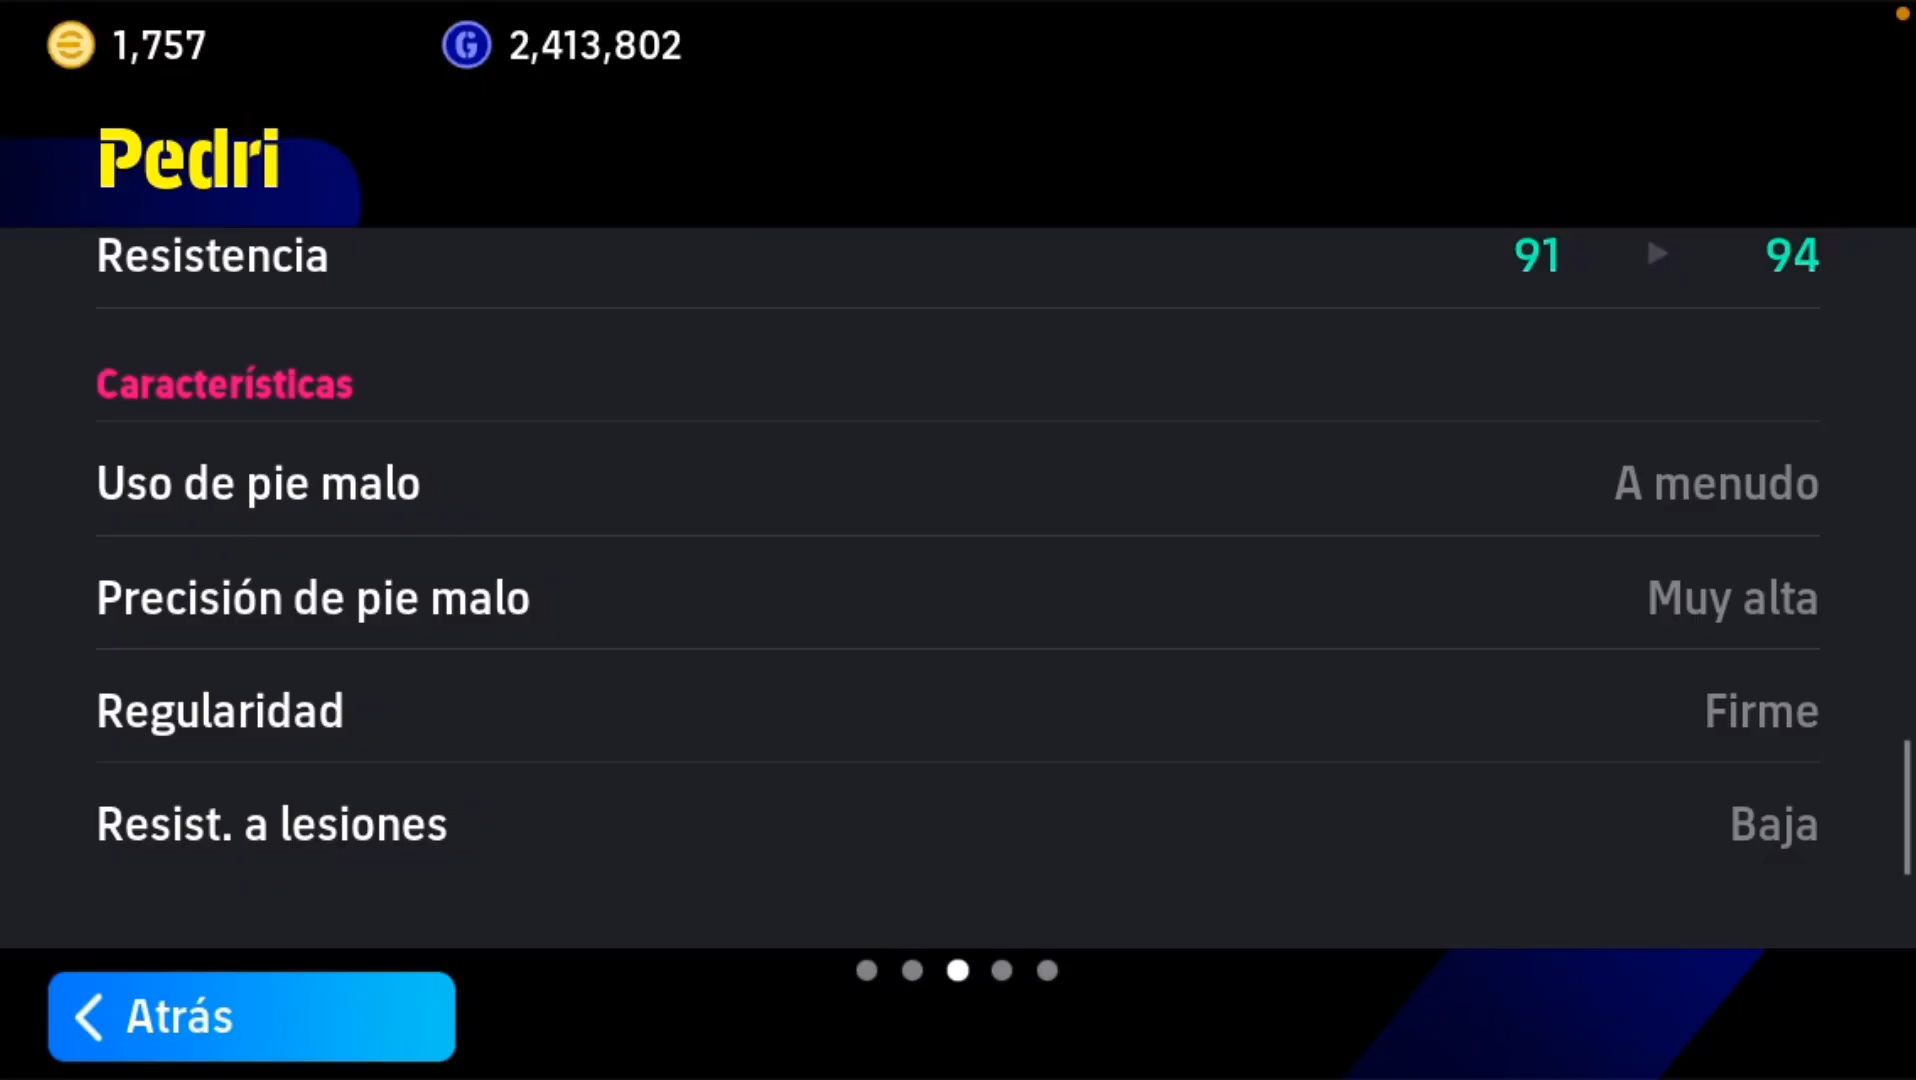 1,757 2,413,802
Pedri
Resistencia 91 94
Características
Uso de pie malo A menudo
Precisión de pie malo Muy alta
Regularidad Firme
Resist. a lesiones Baja
Atrás